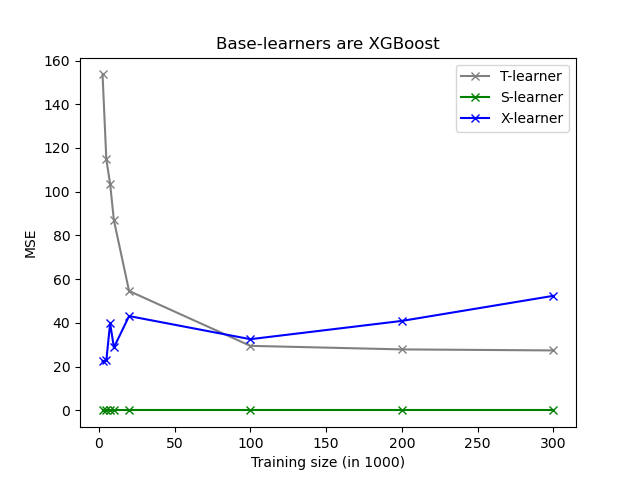 Base-learners are XGBoost
T-learner
S-learner
X-learner
MSE
160
140
120
100
80
60
40
20
0
0 50 100 150 200 250 300
Training size (in 1000)